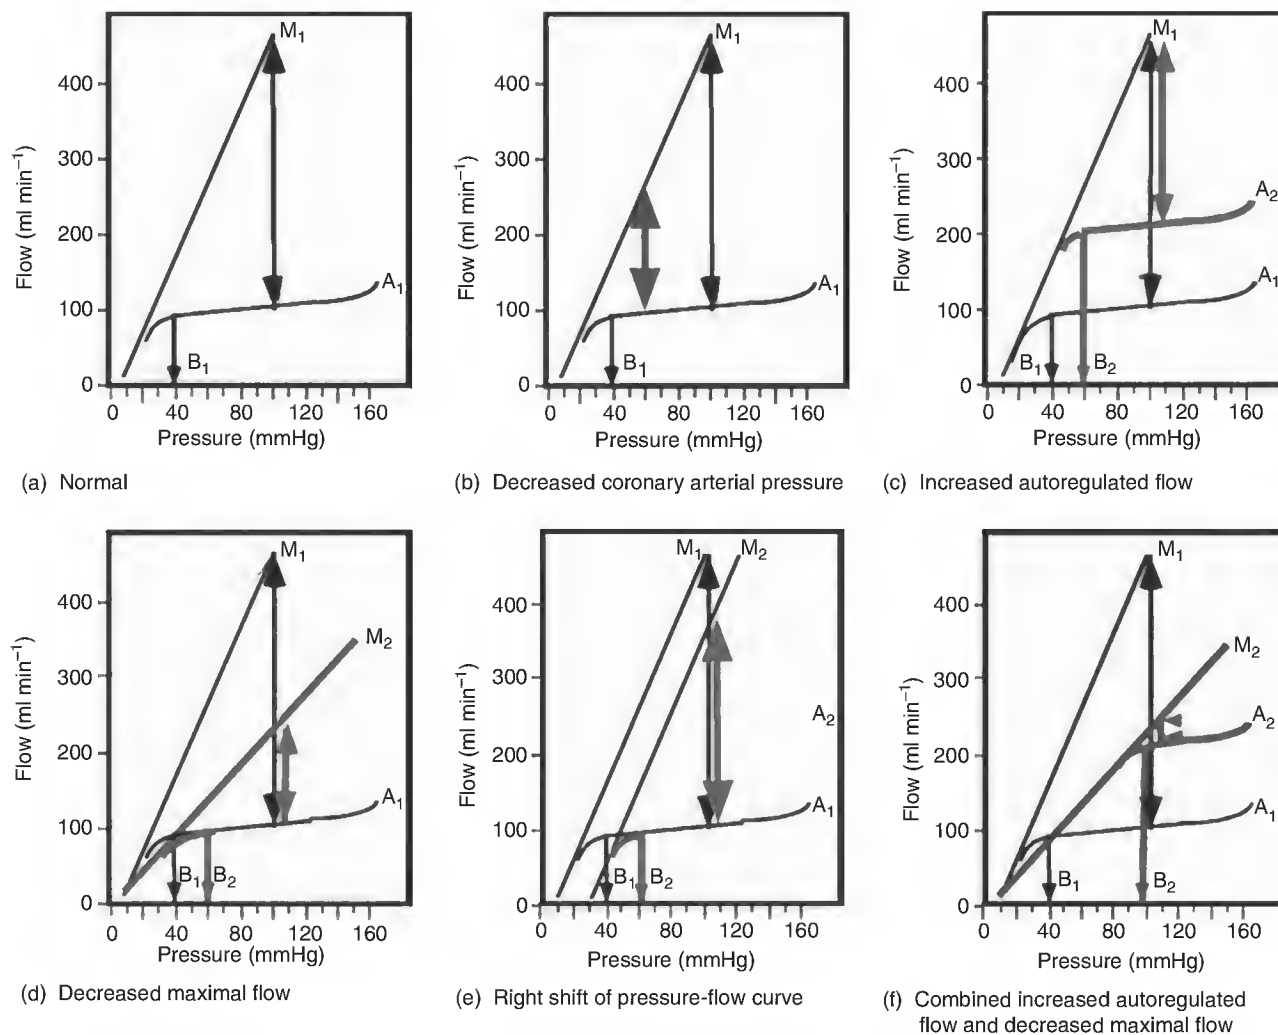 M1
400
300
200
100
0
Flow (ml min⁻¹)
A1
B1
0 40 80 120 160
Pressure (mmHg)
(a) Normal
M1
400
300
200
100
0
Flow (ml min⁻¹)
A1
B1
0 40 80 120 160
Pressure (mmHg)
(b) Decreased coronary arterial pressure
M1
400
300
200
100
0
Flow (ml min⁻¹)
A2
A1
B1 B2
0 40 80 120 160
Pressure (mmHg)
(c) Increased autoregulated flow
M1
M2
400
300
200
100
0
Flow (ml min⁻¹)
A1
B1 B2
0 40 80 120 160
Pressure (mmHg)
(d) Decreased maximal flow
M1 M2
400
300
200
100
0
Flow (ml min⁻¹)
A2
A1
B1 B2
0 40 80 120 160
Pressure (mmHg)
(e) Right shift of pressure-flow curve
M1
M2
400
300
200
100
0
Flow (ml min⁻¹)
A2
A1
B1 B2
0 40 80 120 160
Pressure (mmHg)
(f) Combined increased autoregulated
flow and decreased maximal flow